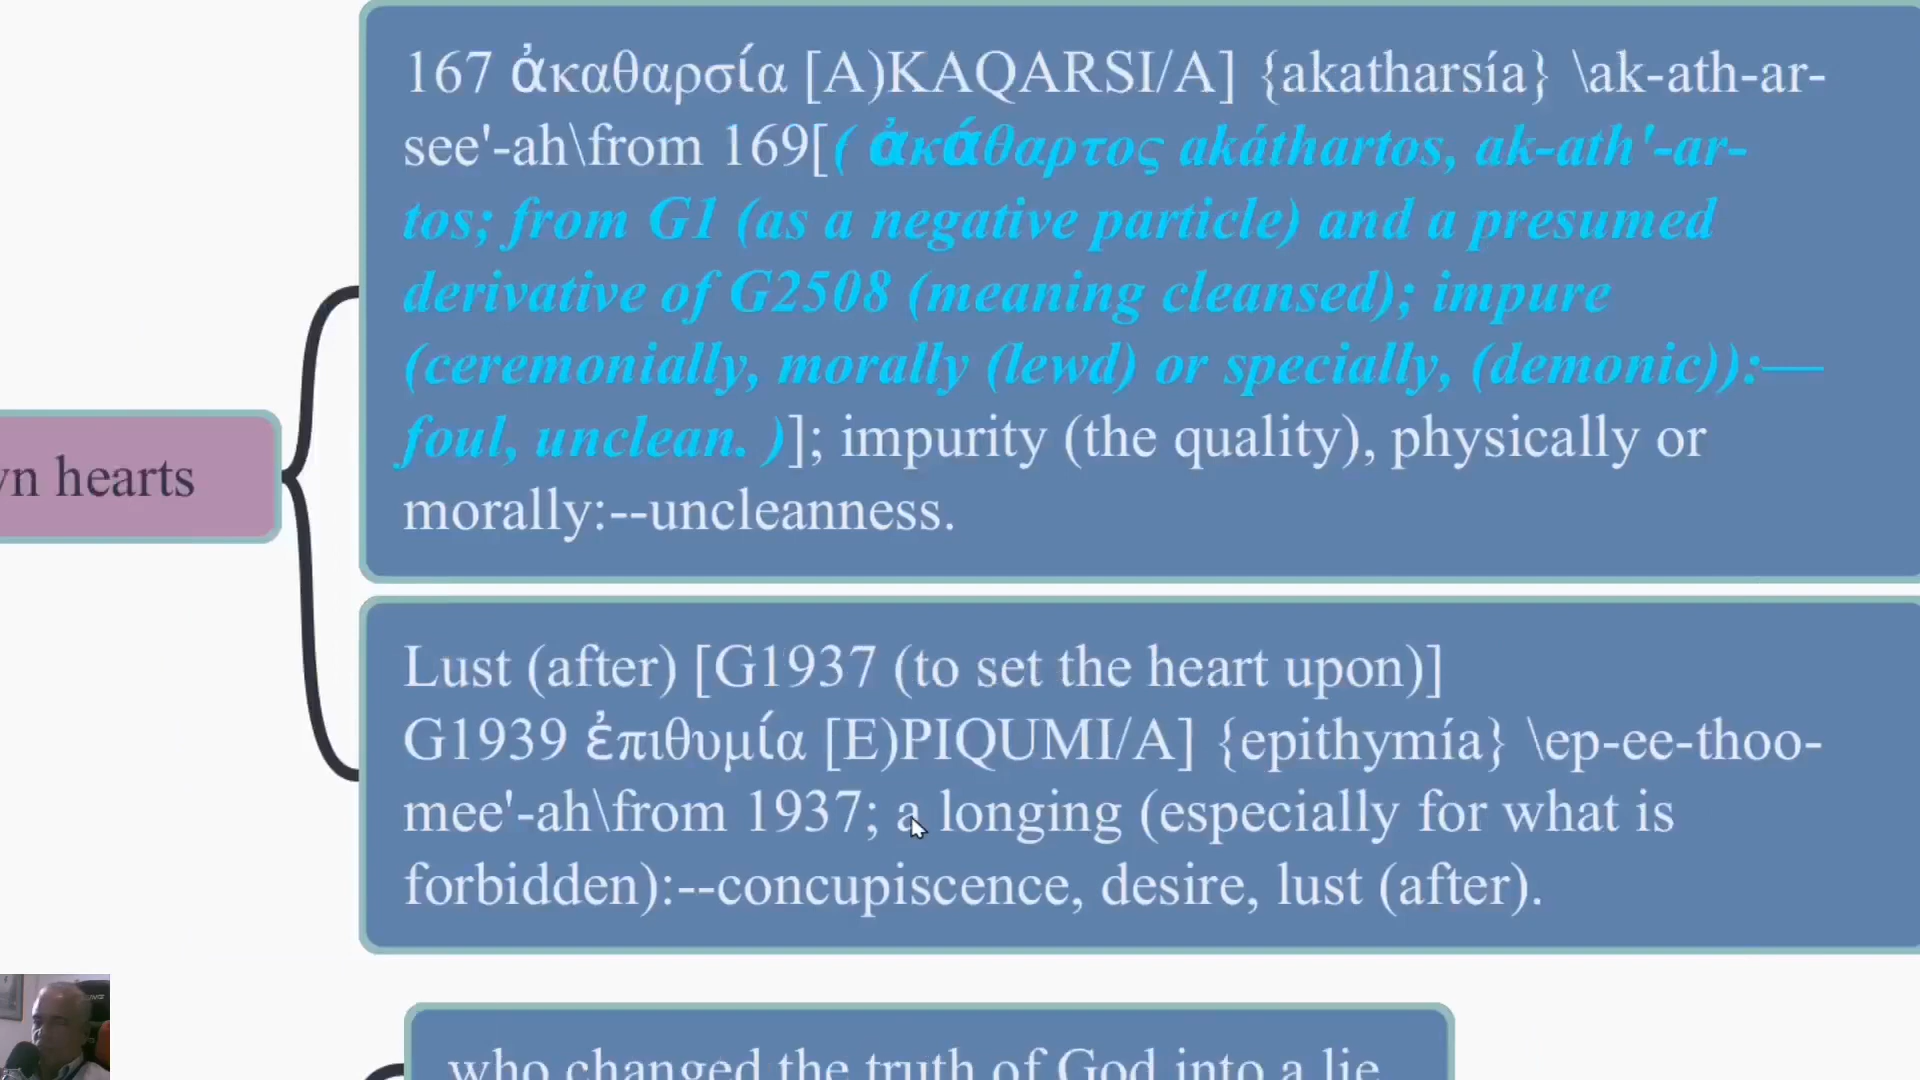 167 ἀκαθαρσία [A)KAQARSI/A] {akatharsía} \ak-ath-ar-
see'-ah\from 169[( ἀκάθαρτος akáthartos, ak-ath'-ar-
tos; from G1 (as a negative particle) and a presumed
derivative of G2508 (meaning cleansed); impure
(ceremonially, morally (lewd) or specially, (demonic)):—
foul, unclean. )]; impurity (the quality), physically or
morally:--uncleanness.
hearts
Lust (after) [G1937 (to set the heart upon)]
G1939 ἐπιθυμία [E)PIQUMI/A] {epithymía} \ep-ee-thoo-
mee'-ah\from 1937; a longing (especially for what is
forbidden):--concupiscence, desire, lust (after).
who changed the truth of God into a lie